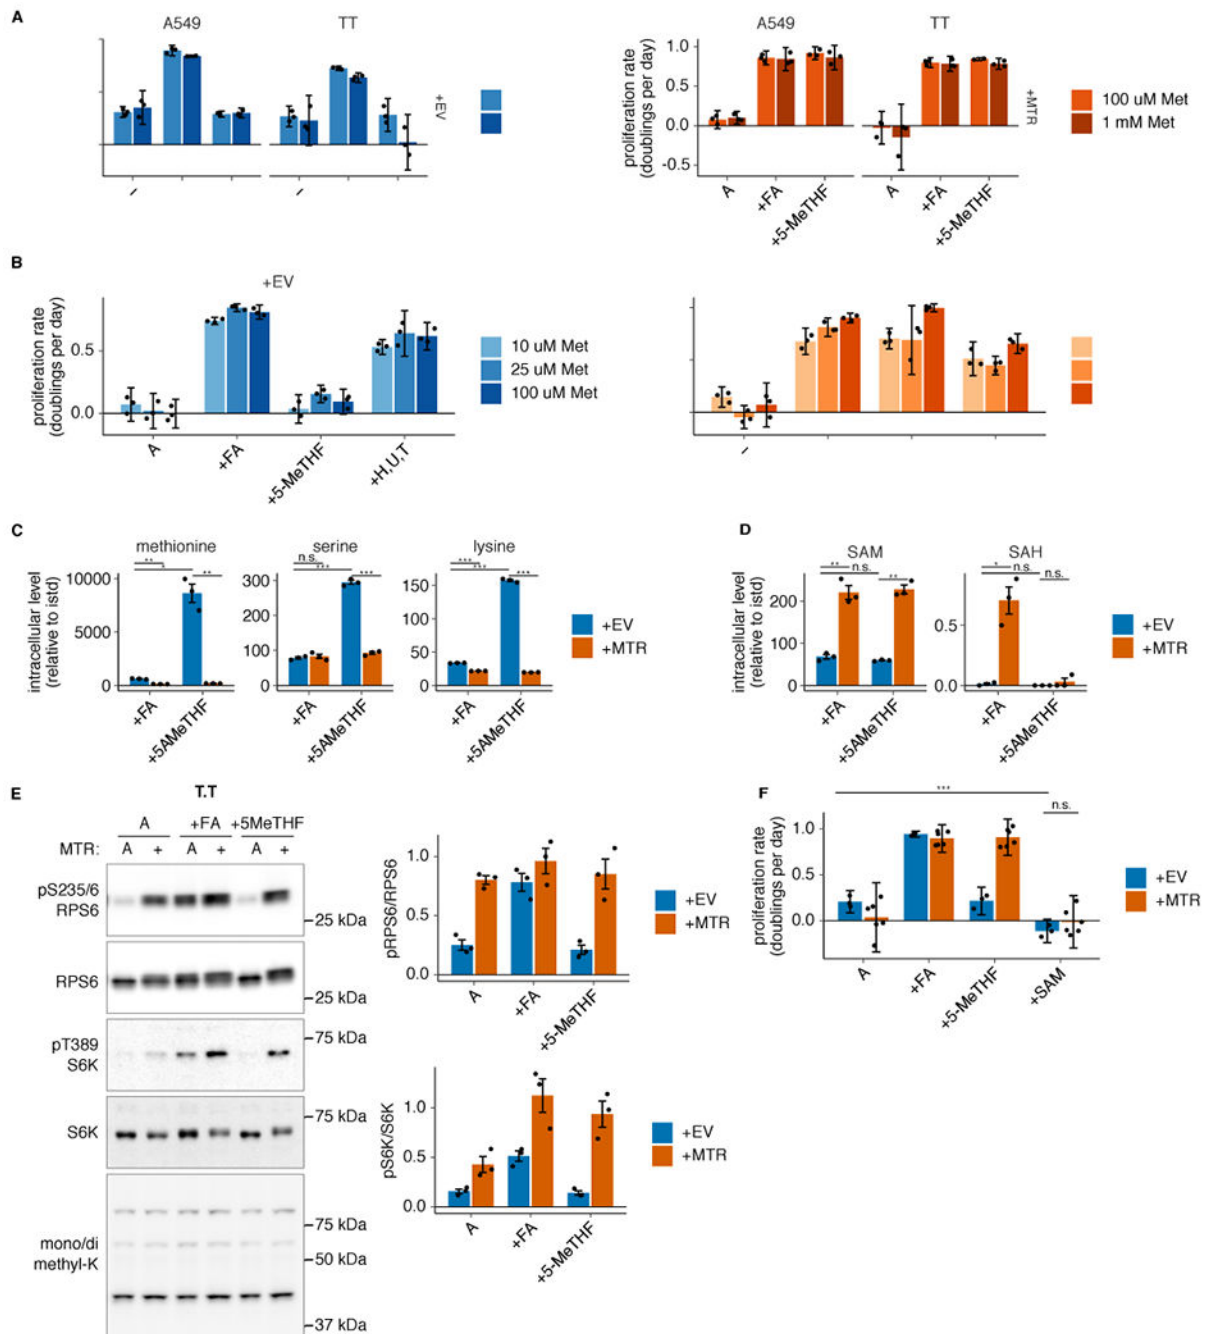 A
A549
TT
+EV
–
–
A549
TT
proliferation rate
(doublings per day)
1.0
0.5
0.0
-0.5
+MTR
100 uM Met
1 mM Met
A
+FA
+5-MeTHF
A
+FA
+5-MeTHF
B
+EV
proliferation rate
(doublings per day)
0.5
0.0
10 uM Met
25 uM Met
100 uM Met
A
+FA
+5-MeTHF
+H,U,T
–
C
methionine
serine
lysine
intracellular level
(relative to istd)
10000
5000
0
**
*
**
300
200
100
0
n.s.
***
***
150
100
50
0
***
***
***
+EV
+MTR
+FA
+5AMeTHF
+FA
+5AMeTHF
+FA
+5AMeTHF
D
SAM
SAH
intracellular level
(relative to istd)
200
100
0
**
n.s.
**
0.5
0.0
*
n.s.
n.s.
+EV
+MTR
+FA
+5AMeTHF
+FA
+5AMeTHF
E
T.T
A
+FA
+5MeTHF
MTR: A + A + A +
pS235/6
RPS6
25 kDa
RPS6
25 kDa
pT389
S6K
75 kDa
S6K
75 kDa
mono/di
methyl-K
75 kDa
50 kDa
37 kDa
pRPS6/RPS6
1.0
0.5
0.0
A
+FA
+5-MeTHF
+EV
+MTR
pS6K/S6K
1.0
0.5
0.0
A
+FA
+5-MeTHF
+EV
+MTR
F
***
n.s.
proliferation rate
(doublings per day)
1.0
0.5
0.0
A
+FA
+5-MeTHF
+SAM
+EV
+MTR